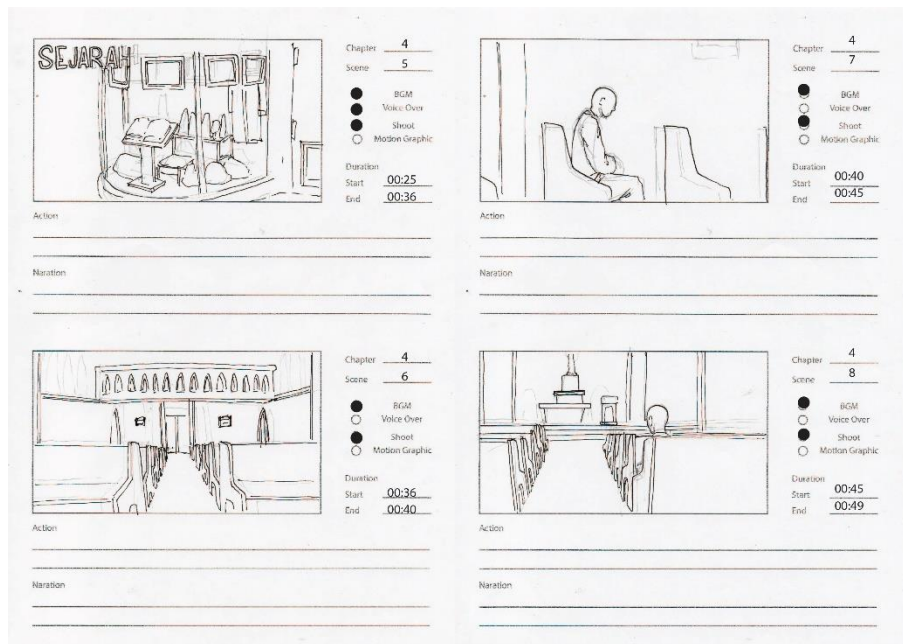 SEJARAH
Chapter 4
Scene 5
BGM
Voice Over
Shoot
Motion Graphic
Duration
Start 00:25
End 00:36
Action
Naration
Chapter 4
Scene 6
BGM
Voice Over
Shoot
Motion Graphic
Duration
Start 00:36
End 00:40
Action
Naration
Chapter 4
Scene 7
BGM
Voice Over
Shoot
Motion Graphic
Duration
Start 00:40
End 00:45
Action
Naration
Chapter 4
Scene 8
BGM
Voice Over
Shoot
Motion Graphic
Duration
Start 00:45
End 00:49
Action
Naration